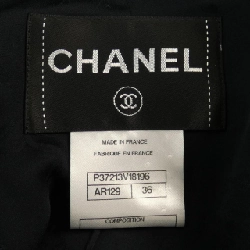 CHANEL
MADE IN FRANCE
FABRIQUE EN FRANCE
P37213V18196
AR129 36
COMPOSITION